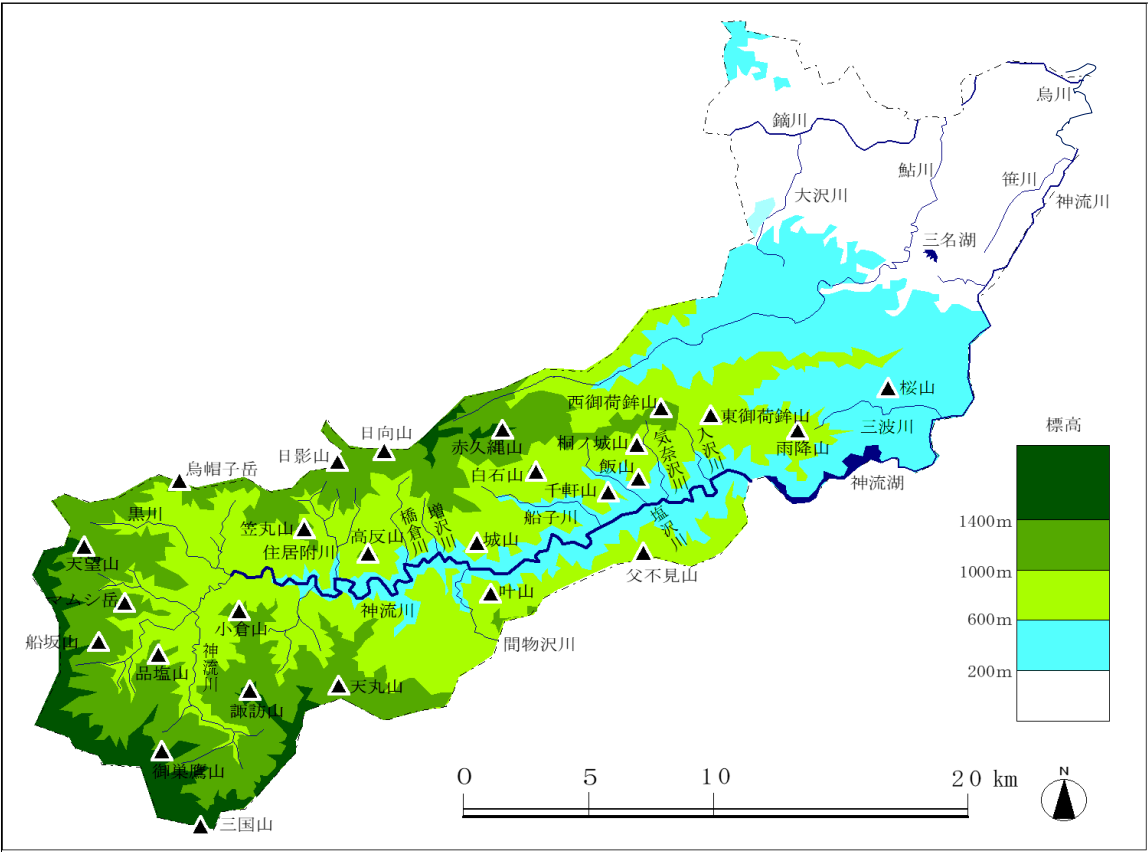 烏川
鏑川
鮎川
笹川
大沢川
神流川
三名湖
桜山
西御荷鉾山
東御荷鉾山
三波川
標高
日向山
赤久縄山
桐ノ城山
気奈沢川
入沢川
雨降山
日影山
烏帽子岳
白石山
飯山
神流湖
千軒山
黒川
笠丸山
橋倉川
増沢川
船子川
塩沢川
1400m
住居附川
高反山
城山
天望山
父不見山
1000m
マムシ岳
叶山
神流川
小倉山
600m
船坂山
間物沢川
品塩山
神流川
200m
天丸山
諏訪山
御巣鷹山
0 5 10 20 km
N
三国山